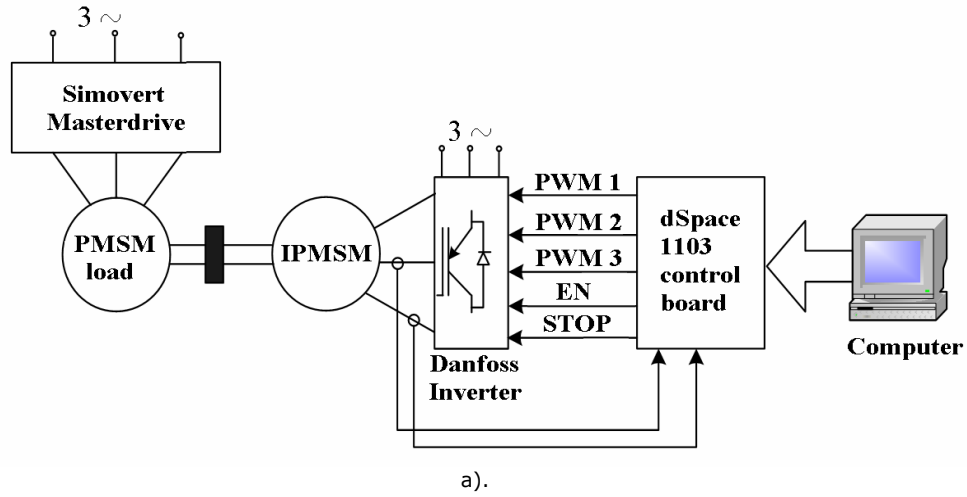 3 ~
Simovert
Masterdrive
3 ~
PMSM
load
IPMSM
PWM 1
PWM 2
PWM 3
EN
STOP
dSpace
1103
control
board
Danfoss
Inverter
Computer
a).